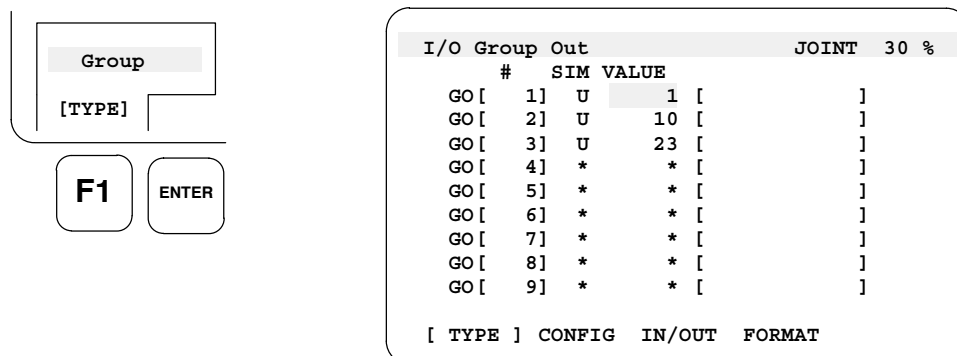 Group
[TYPE]
F1
ENTER
I/O Group Out JOINT 30 %
# SIM VALUE
GO[ 1] U 1 [ ]
GO[ 2] U 10 [ ]
GO[ 3] U 23 [ ]
GO[ 4] * * [ ]
GO[ 5] * * [ ]
GO[ 6] * * [ ]
GO[ 7] * * [ ]
GO[ 8] * * [ ]
GO[ 9] * * [ ]
[ TYPE ] CONFIG IN/OUT FORMAT